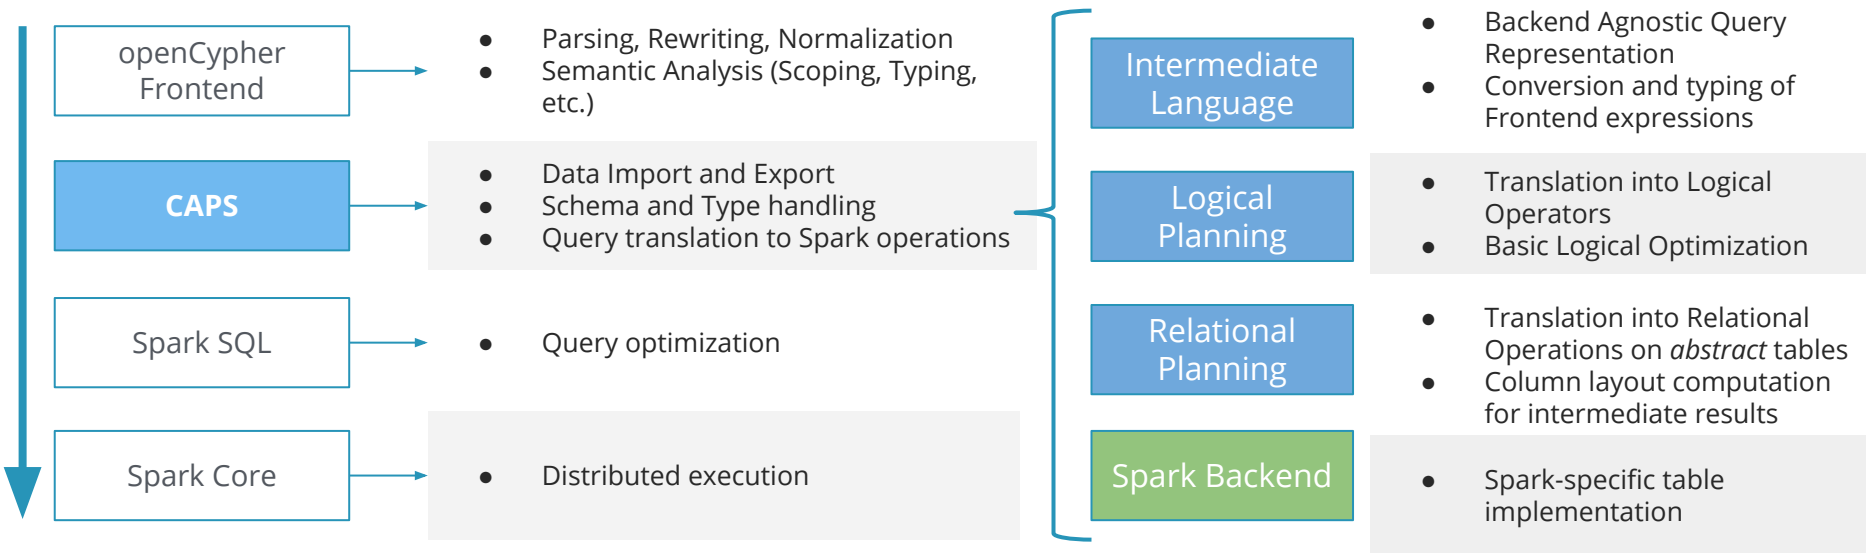 openCypher
Frontend
● Parsing, Rewriting, Normalization
● Semantic Analysis (Scoping, Typing,
etc.)
CAPS
● Data Import and Export
● Schema and Type handling
● Query translation to Spark operations
Spark SQL
● Query optimization
Spark Core
● Distributed execution
Intermediate
Language
● Backend Agnostic Query
Representation
● Conversion and typing of
Frontend expressions
Logical
Planning
● Translation into Logical
Operators
● Basic Logical Optimization
Relational
Planning
● Translation into Relational
Operations on abstract tables
● Column layout computation
for intermediate results
Spark Backend
● Spark-specific table
implementation